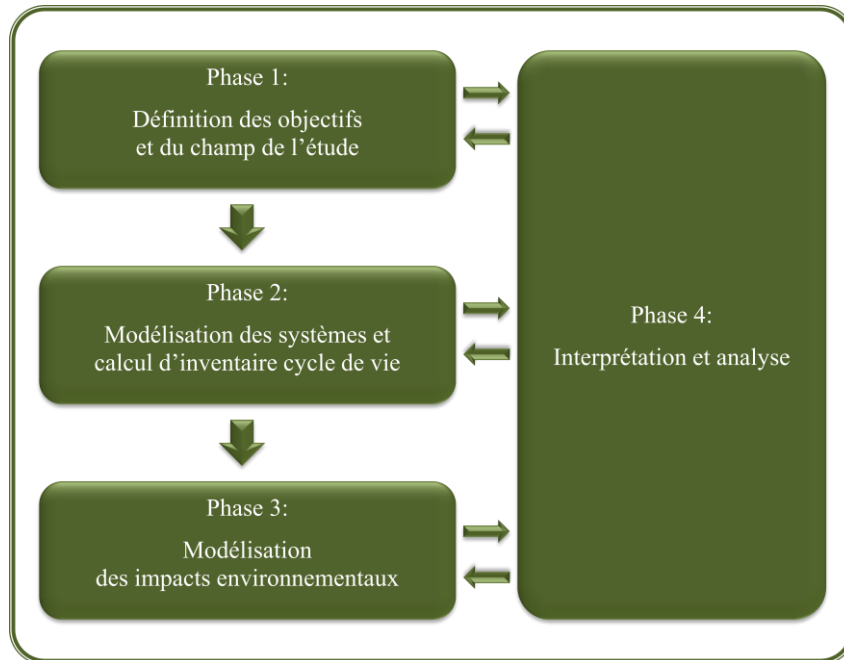 Phase 1:
Définition des objectifs
et du champ de l’étude
Phase 2:
Modélisation des systèmes et
calcul d’inventaire cycle de vie
Phase 3:
Modélisation
des impacts environnementaux
Phase 4:
Interprétation et analyse